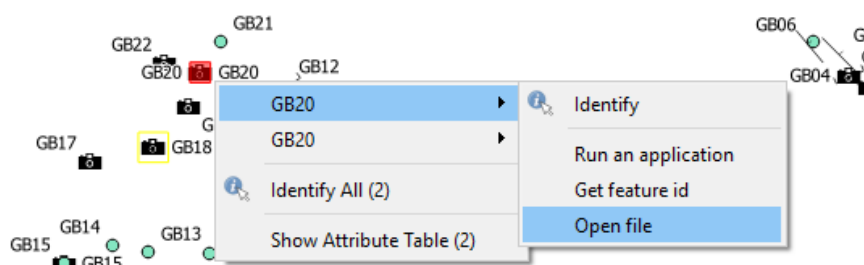 GB21
GB22
GB20
GB20
GB12
GB06
GB04
GB20
GB20
Identify All (2)
Show Attribute Table (2)
Identify
Run an application
Get feature id
Open file
GB17
GB18
GB14
GB13
GB15
GB15